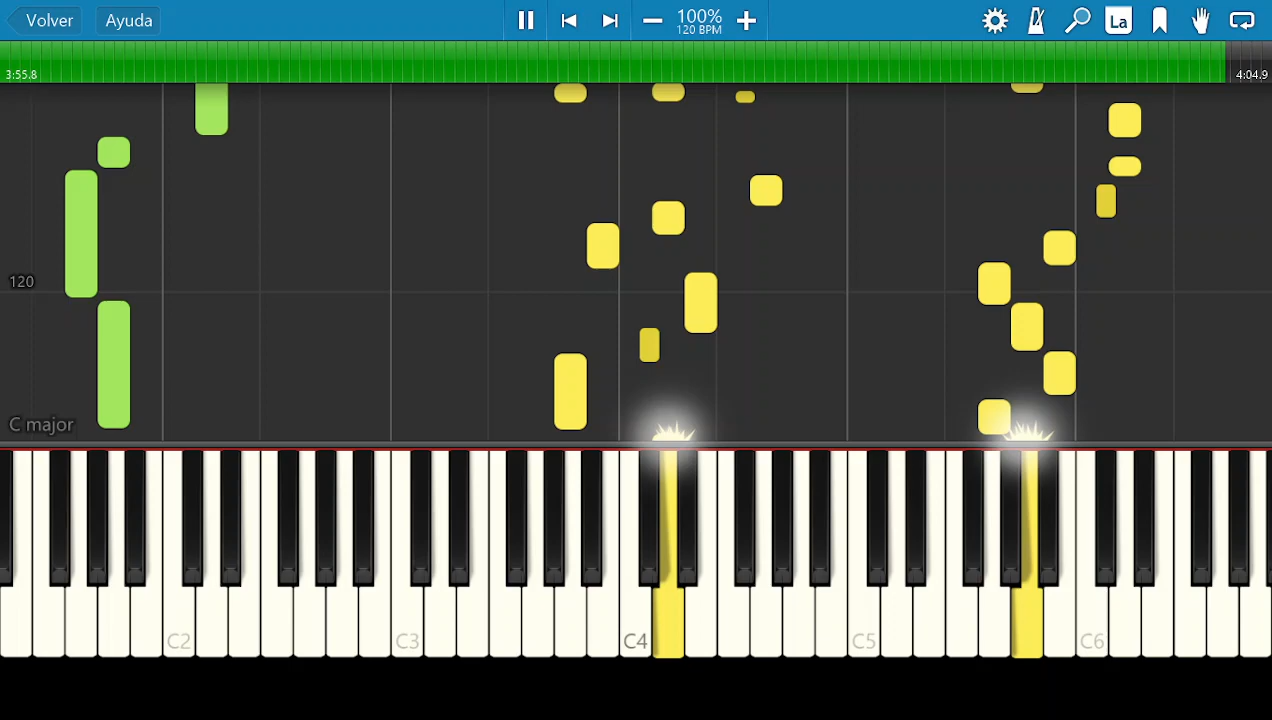 Volver
Ayuda
100%
120 BPM
La
3:55.8
4:04.9
120
C major
C2
C3
C4
C5
C6